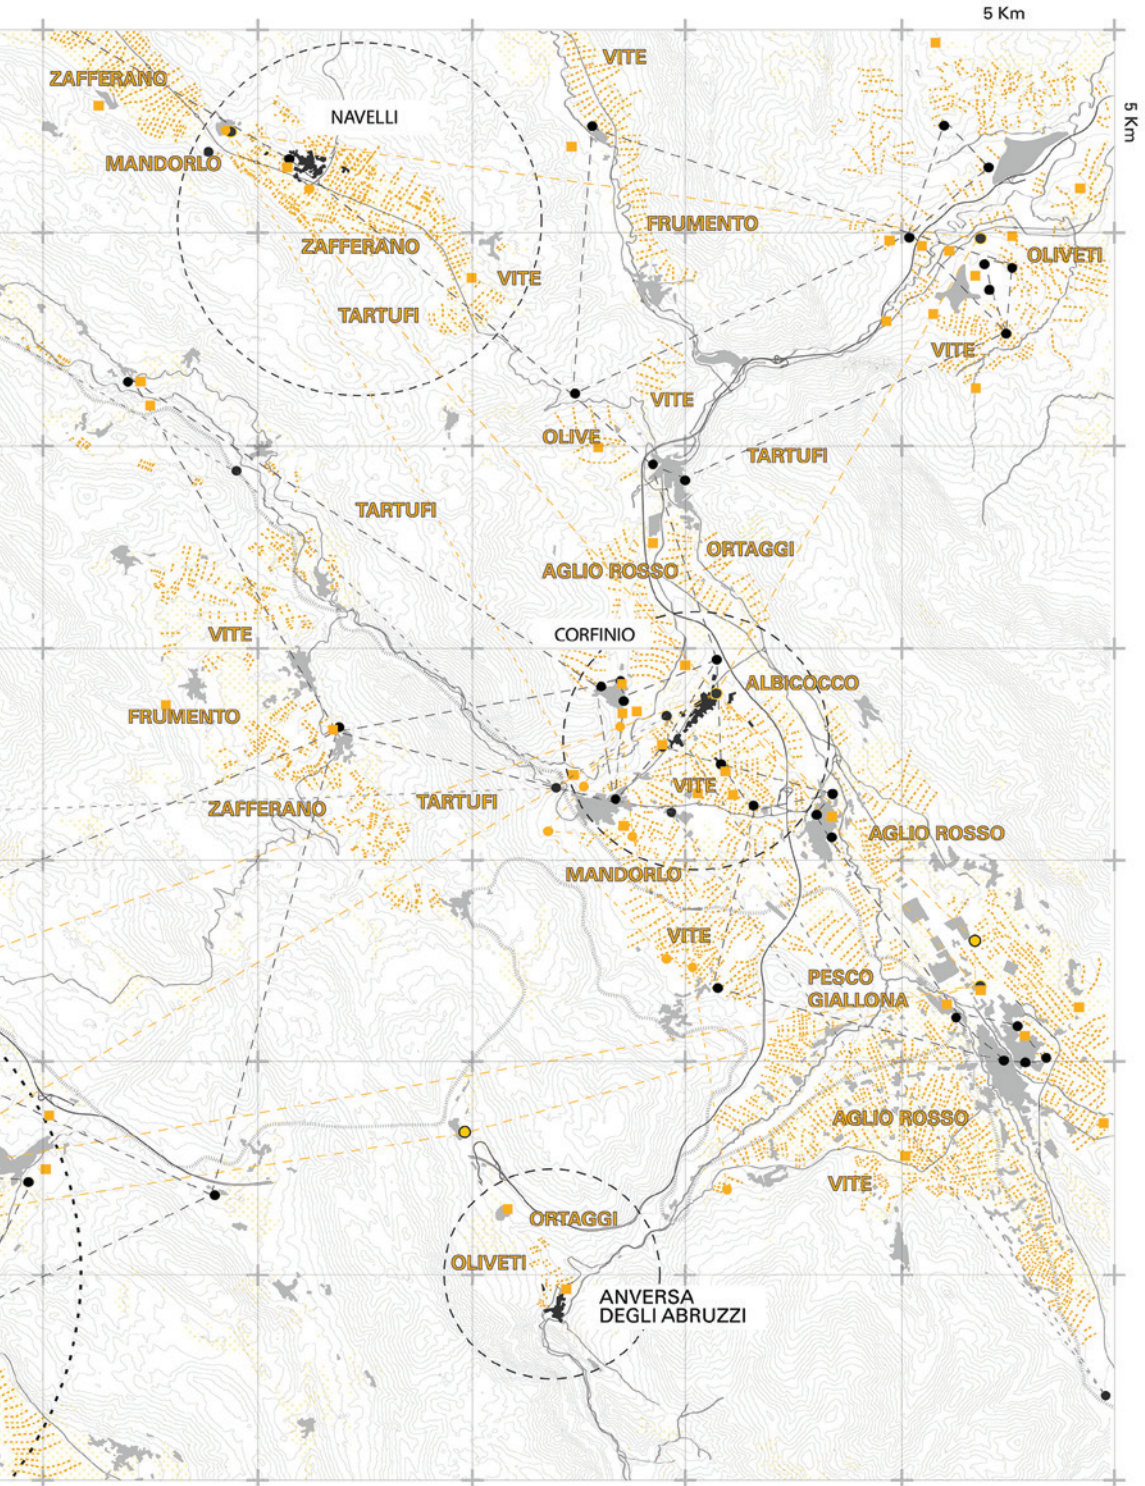 5 Km
5 Km
VITE
ZAFFERANO
NAVELLI
MANDORLO
FRUMENTO
ZAFFERANO
OLIVETI
VITE
TARTUFI
VITE
VITE
OLIVE
TARTUFI
TARTUFI
ORTAGGI
AGLIO ROSSO
VITE
CORFINIO
ALBICOCCO
FRUMENTO
VITE
TARTUFI
ZAFFERANO
AGLIO ROSSO
MANDORLO
VITE
PESCO
GIALLONA
AGLIO ROSSO
VITE
ORTAGGI
OLIVETI
ANVERSA
DEGLI ABRUZZI